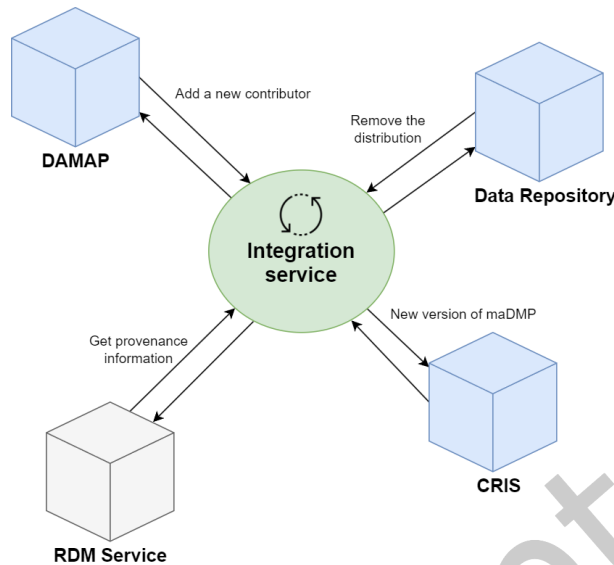 Add a new contributor
DAMAP
Remove the
distribution
Data Repository
Integration
service
New version of maDMP
Get provenance
information
CRIS
RDM Service
ot